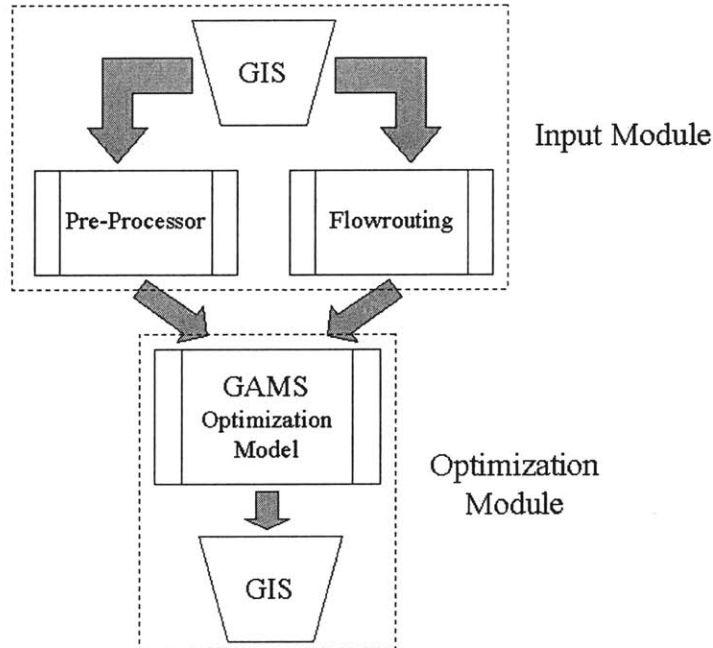 GIS
Input Module
Pre-Processor
Flowrouting
GAMS
Optimization
Model
Optimization
Module
GIS